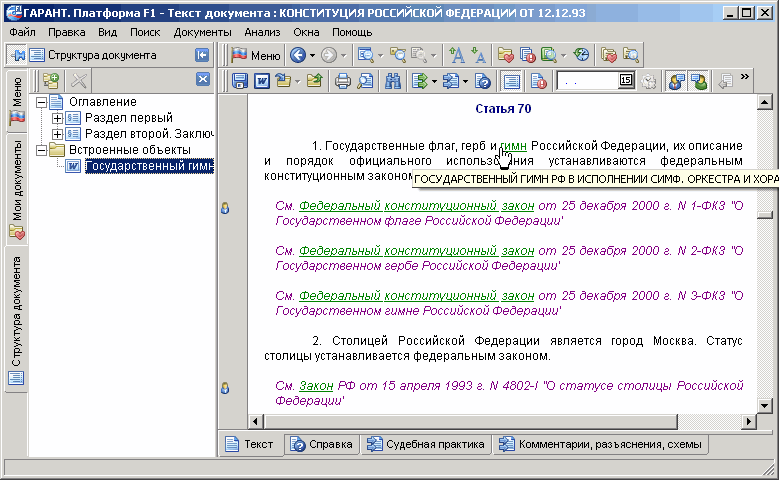 ГАРАНТ. Платформа F1 - Текст документа : КОНСТИТУЦИЯ РОССИЙСКОЙ ФЕДЕРАЦИИ ОТ 12.12.93
Файл Правка Вид Поиск Документы Анализ Окна Помощь
Структура документа
Меню
Меню
Мои документы
Структура документа
Оглавление
Раздел первый
Раздел второй. Заключ
Встроенные объекты
Государственный гимн
. .
15
Статья 70
1. Государственные флаг, герб и гимн Российской Федерации, их описание
и порядок официального использования устанавливаются федеральным
конституционным законом
ГОСУДАРСТВЕННЫЙ ГИМН РФ В ИСПОЛНЕНИИ СИМФ. ОРКЕСТРА И ХОРА
См. Федеральный конституционный закон от 25 декабря 2000 г. N 1-ФКЗ "О
Государственном флаге Российской Федерации"
См. Федеральный конституционный закон от 25 декабря 2000 г. N 2-ФКЗ "О
Государственном гербе Российской Федерации"
См. Федеральный конституционный закон от 25 декабря 2000 г. N 3-ФКЗ "О
Государственном гимне Российской Федерации"
2. Столицей Российской Федерации является город Москва. Статус
столицы устанавливается федеральным законом.
См. Закон РФ от 15 апреля 1993 г. N 4802-I "О статусе столицы Российской
Федерации"
Текст Справка Судебная практика Комментарии, разъяснения, схемы